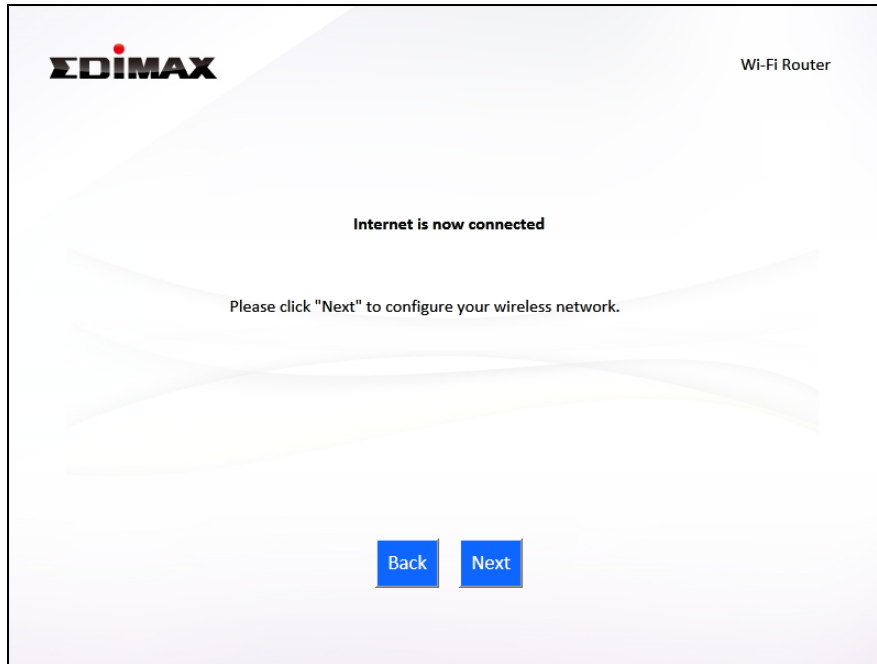 EDiMAX
Wi-Fi Router
Internet is now connected
Please click "Next" to configure your wireless network.
Back
Next